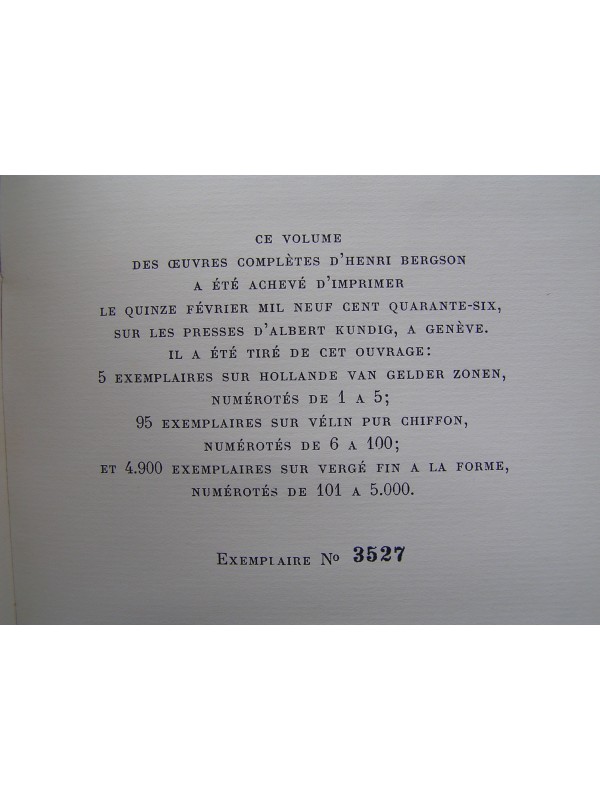 CE VOLUME
DES ŒUVRES COMPLÈTES D'HENRI BERGSON
A ÉTÉ ACHEVÉ D'IMPRIMER
LE QUINZE FÉVRIER MIL NEUF CENT QUARANTE-SIX,
SUR LES PRESSES D'ALBERT KUNDIG, A GENÈVE.
IL A ÉTÉ TIRÉ DE CET OUVRAGE:
5 EXEMPLAIRES SUR HOLLANDE VAN GELDER ZONEN,
NUMÉROTÉS DE 1 A 5;
95 EXEMPLAIRES SUR VÉLIN PUR CHIFFON,
NUMÉROTÉS DE 6 A 100;
ET 4.900 EXEMPLAIRES SUR VERGÉ FIN A LA FORME,
NUMÉROTÉS DE 101 A 5.000.
EXEMPLAIRE Nº 3527